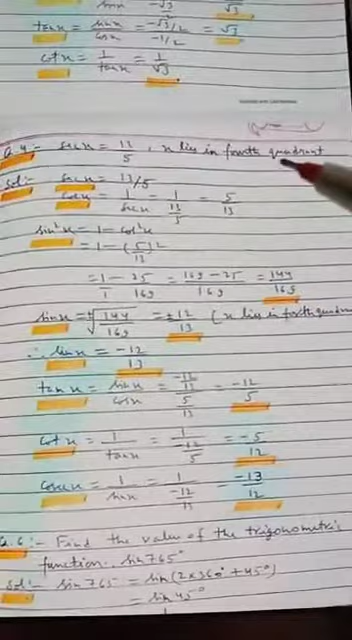 tan x = sin x / cos x = -√3/2 / -1/2 = √3
cot x = 1/tan x = 1/√3
Q.4:- sec x = 13/5, x lies in fourth quadrant
Sol:- sec x = 13/5
cos x = 1/sec x = 1/(13/5) = 5/13
sin²x = 1 - cos²x
= 1 - (5/13)²
= 1/1 - 25/169 = 169-25/169 = 144/169
sin x = ±√144/169 = ±12/13 (x lies in fourth quadran
∴ sin x = -12/13
tan x = sin x / cos x = -12/13 / 5/13 = -12/5
cot x = 1/tan x = 1/(-12/5) = -5/12
cosec x = 1/sin x = 1/(-12/13) = -13/12
Q.6:- Find the value of the trigonometric
function. sin 765°
Sol:- sin 765° = sin(2×360° + 45°)
= sin 45°